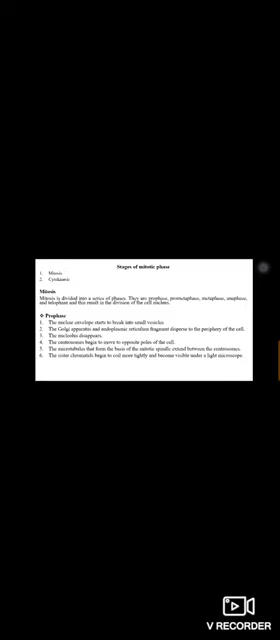 Stages of mitotic phase
1. Mitosis
2. Cytokinesis
Mitosis
Mitosis is divided into a series of phases. They are prophase, prometaphase, metaphase, anaphase,
and telophase and this result in the division of the cell nucleus.
❖ Prophase
1. The nuclear envelope starts to break into small vesicles
2. The Golgi apparatus and endoplasmic reticulum fragment disperse to the periphery of the cell.
3. The nucleolus disappears.
4. The centrosomes begin to move to opposite poles of the cell.
5. The microtubules that form the basis of the mitotic spindle extend between the centrosomes.
6. The sister chromatids begin to coil more tightly and become visible under a light microscope.
V RECORDER